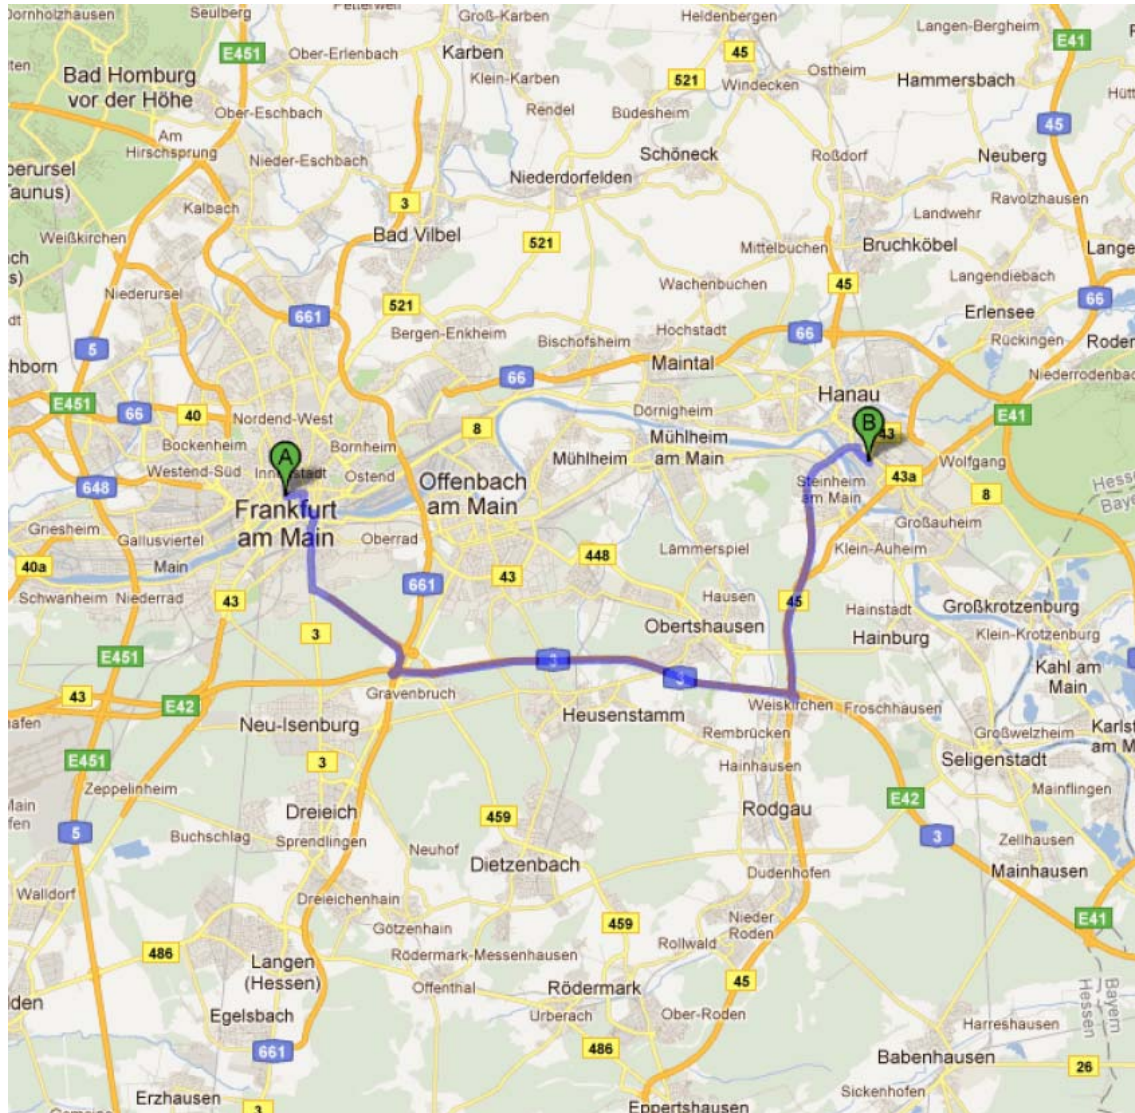 Dornholzhausen
Seulberg
Petterweil
Groß-Karben
Heldenbergen
Langen-Bergheim
E451
Ober-Erlenbach
Karben
45
E41
Bad Homburg
vor der Höhe
Klein-Karben
521
Windecken
Ostheim
Hammersbach
Ober-Eschbach
Rendel
Büdesheim
45
Am
Hirschsprung
Nieder-Eschbach
Schöneck
Roßdorf
Neuberg
Niederdorfelden
Ravolzhausen
Kalbach
3
Landwehr
Weißkirchen
Bad Vilbel
521
Mittelbuchen
Bruchköbel
Niederursel
Wachenbuchen
45
Langendiebach
66
521
661
Erlensee
5
Bergen-Enkheim
Bischofsheim
Hochstadt
66
Rückingen
Maintal
66
Niederrodenbach
E451
66
40
Nordend-West
8
Dörnigheim
Hanau
E41
Bockenheim
Bornheim
Mühlheim
am Main
B
43
A
Westend-Süd
Innenstadt
Ostend
Mühlheim
Wolfgang
648
Offenbach
am Main
Steinheim
am Main
43a
8
Frankfurt
am Main
Griesheim
Gallusviertel
Oberrad
Großauheim
Lämmerspiel
Klein-Auheim
40a
Main
448
Schwanheim
Niederrad
661
43
Hausen
45
Hainstadt
Großkrotzenburg
43
3
Obertshausen
Hainburg
Klein-Krotzenburg
E451
3
Kahl am
Main
43
E42
Gravenbruch
3
Weiskirchen
Froschhausen
Neu-Isenburg
Heusenstamm
Rembrücken
Großwelzheim
E451
3
Hainhausen
Seligenstadt
Zeppelinheim
Mainflingen
Dreieich
459
Rodgau
E42
5
Buchschlag
Sprendlingen
Neuhof
Dietzenbach
3
Zellhausen
Mainhausen
Walldorf
Dreieichenhain
Dudenhofen
Götzenhain
459
Nieder
Roden
E41
486
Rollwald
Langen
(Hessen)
Rödermark-Messenhausen
Offenthal
Rödermark
45
Bayern
Hessen
Egelsbach
Urberach
Ober-Roden
Harreshausen
661
486
Babenhausen
26
Erzhausen
3
Eppertshausen
Sickenhofen